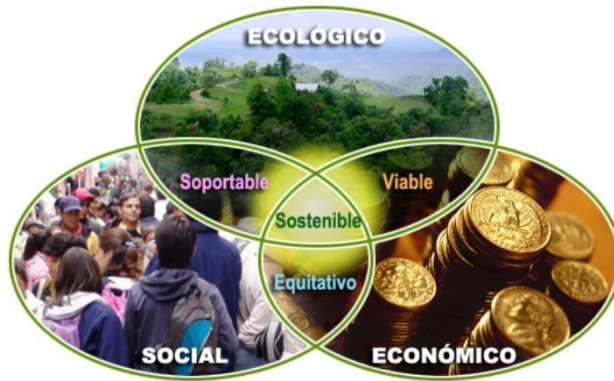 ECOLÓGICO
Soportable
Viable
Sostenible
Equitativo
SOCIAL
ECONÓMICO